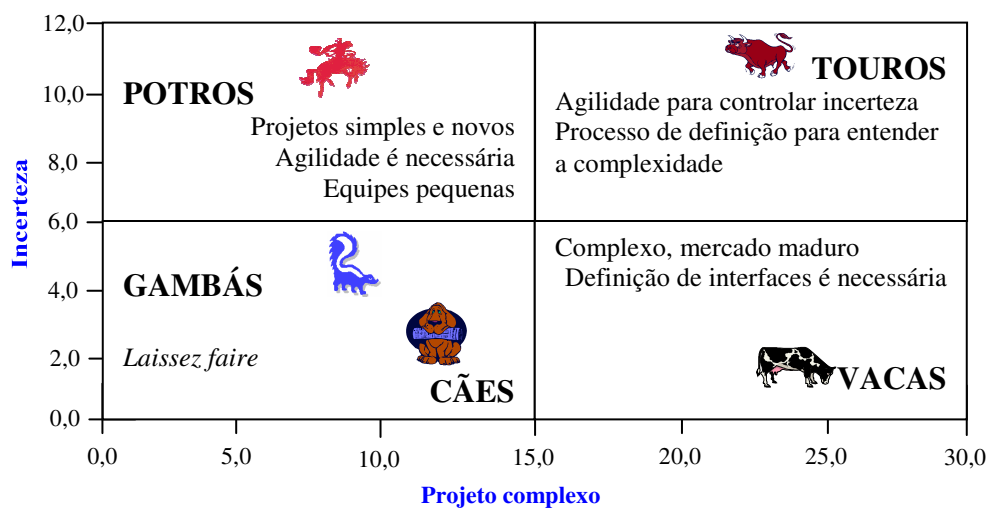 12,0
10,0
8,0
6,0
4,0
2,0
0,0
Incerteza
POTROS
Projetos simples e novos
Agilidade é necessária
Equipes pequenas
TOUROS
Agilidade para controlar incerteza
Processo de definição para entender
a complexidade
GAMBÁS
Laissez faire
CÃES
Complexo, mercado maduro
Definição de interfaces é necessária
VACAS
0,0
5,0
10,0
15,0
20,0
25,0
30,0
Projeto complexo